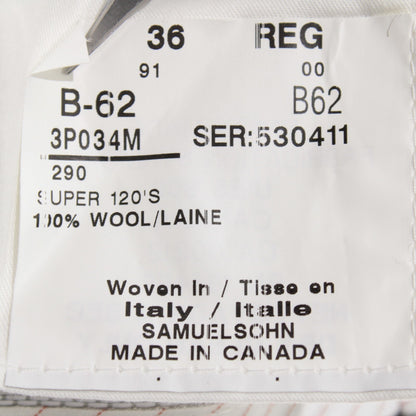 36 REG
91 00
B-62 B62
3P034M SER:530411
290
SUPER 120'S
100% WOOL/LAINE
Woven In / Tisse en
Italy / Italie
SAMUELSOHN
MADE IN CANADA